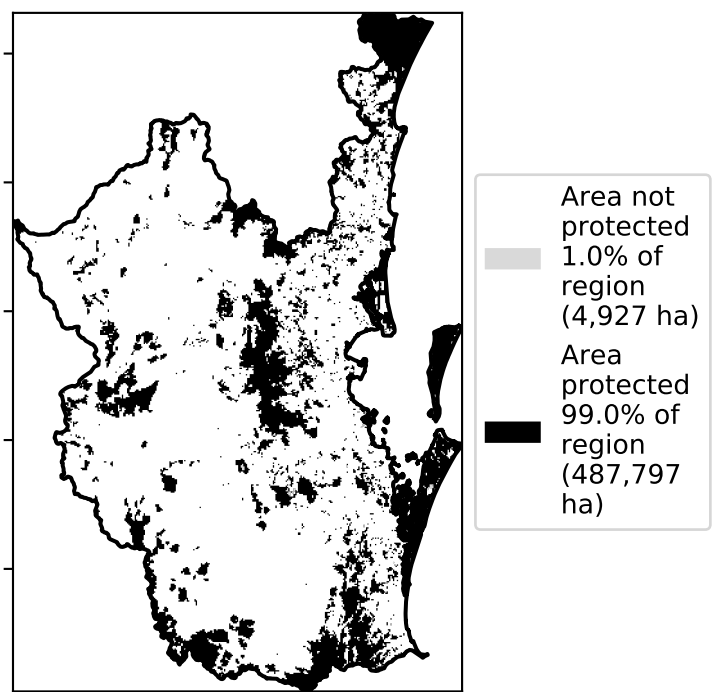 Area not
protected
1.0% of
region
(4,927 ha)
Area
protected
99.0% of
region
(487,797
ha)